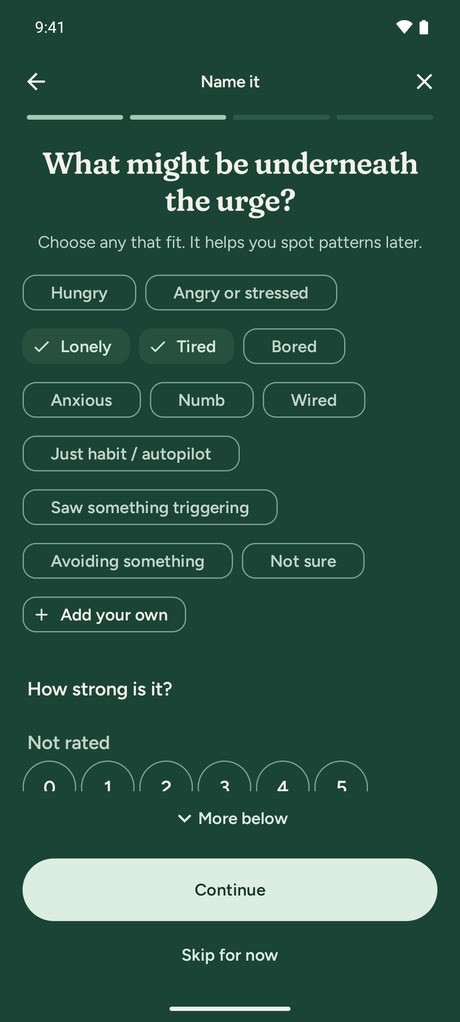 9:41
Name it
What might be underneath
the urge?
Choose any that fit. It helps you spot patterns later.
Hungry
Angry or stressed
Lonely
Tired
Bored
Anxious
Numb
Wired
Just habit / autopilot
Saw something triggering
Avoiding something
Not sure
+ Add your own
How strong is it?
Not rated
0 1 2 3 4 5
More below
Continue
Skip for now